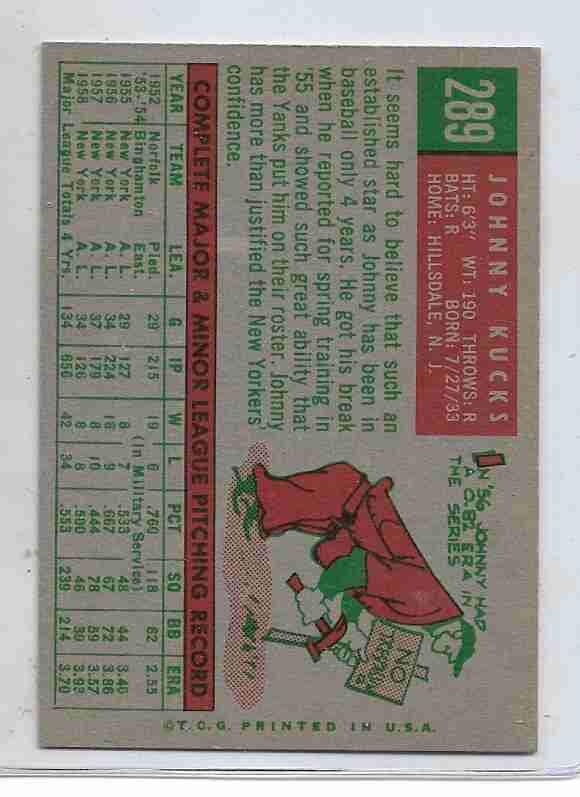 289
JOHNNY KUCKS
HT: 6'3" WT: 190 THROWS: R
BATS: R BORN: 7/27/33
HOME: HILLSDALE, N. J.
It seems hard to believe that such an
established star as Johnny has been in
baseball only 4 years. He got his break
when he reported for spring training in
'55 and showed such great ability that
the Yanks put him on their roster. Johnny
has more than justified the New Yorkers'
confidence.
IN '56 JOHNNY HAD
A 0.82 ERA IN
THE SERIES
NO
COMPLETE MAJOR & MINOR LEAGUE PITCHING RECORD
YEAR TEAM LEA. G IP W L PCT SO BB ERA
1952 Norfolk Pied. 29 215 19 6 .760 118 82 2.55
'53-'54 Binghamton East. (In Military Service)
1955 New York A. L. 29 127 8 7 .533 48 44 3.40
1956 New York A. L. 34 224 18 9 .667 67 72 3.86
1957 New York A. L. 37 179 8 10 .444 78 59 3.57
1958 New York A. L. 34 126 8 8 .500 46 39 3.93
Major League Totals 4 Yrs. 134 656 42 34 .553 239 214 3.70
©T.C.G. PRINTED IN U.S.A.